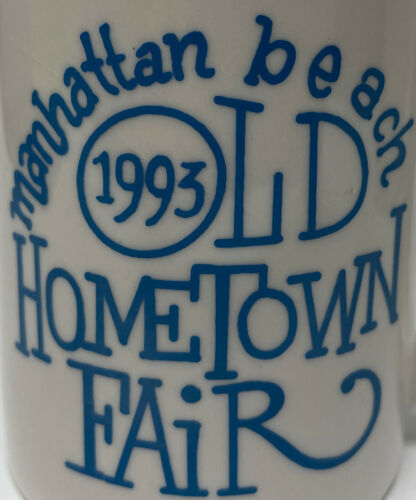 manhattan beach
1993 OLD
HOMETOWN
FAiR